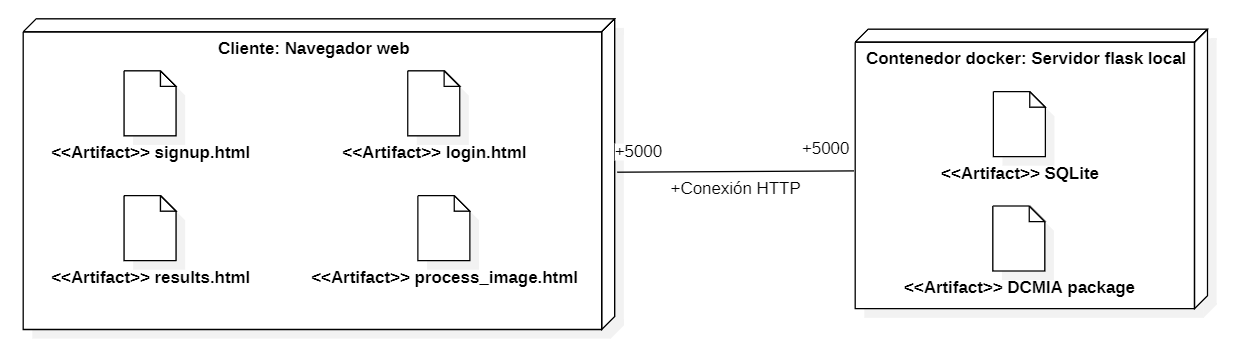 Cliente: Navegador web
<<Artifact>> signup.html
<<Artifact>> login.html
<<Artifact>> results.html
<<Artifact>> process_image.html
+5000
+5000
+Conexión HTTP
Contenedor docker: Servidor flask local
<<Artifact>> SQLite
<<Artifact>> DCMIA package